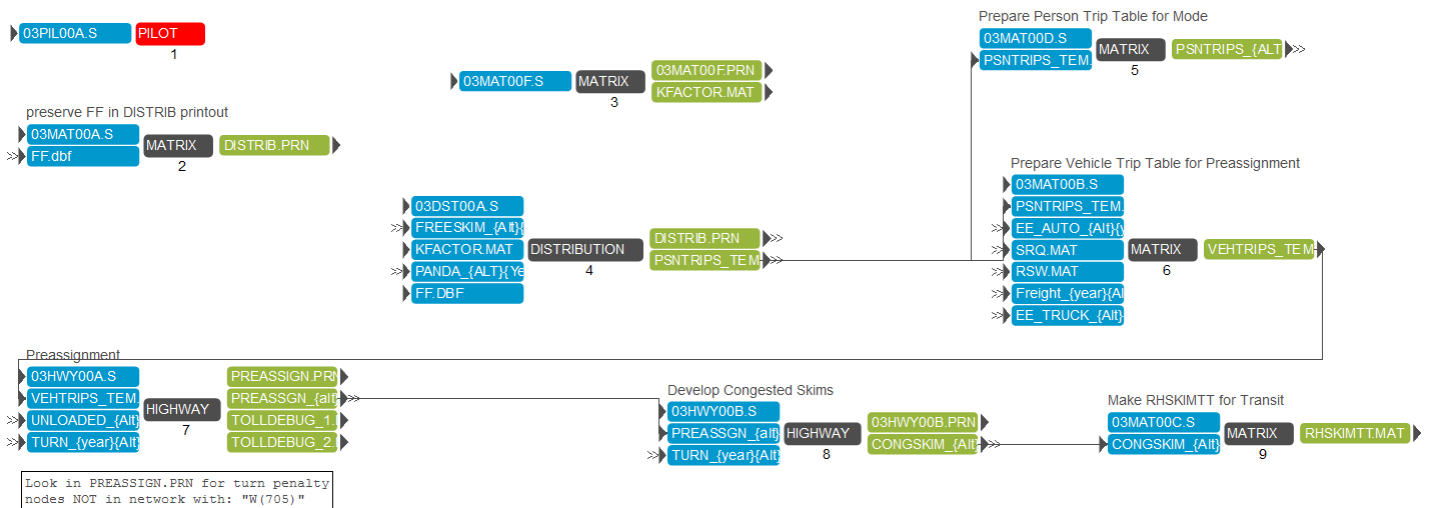 03PIL00A.S
PILOT
1
preserve FF in DISTRIB printout
03MAT00A.S
FF.dbf
MATRIX
2
DISTRIB.PRN
03MAT00F.S
MATRIX
3
03MAT00F.PRN
KFACTOR.MAT
03DST00A.S
FREESKIM_{Alt}{
KFACTOR.MAT
PANDA_{ALT}{Ye
FF.DBF
DISTRIBUTION
4
DISTRIB.PRN
PSNTRIPS_TEM
Prepare Person Trip Table for Mode
03MAT00D.S
PSNTRIPS_TEM.
MATRIX
5
PSNTRIPS_{ALT
Prepare Vehicle Trip Table for Preassignment
03MAT00B.S
PSNTRIPS_TEM.
EE_AUTO_{Alt}{y
SRQ.MAT
RSW.MAT
Freight_{year}{Al
EE_TRUCK_{Alt}
MATRIX
6
VEHTRIPS_TEM
Preassignment
03HWY00A.S
VEHTRIPS_TEM.
UNLOADED_{Alt}
TURN_{year}{Alt}
HIGHWAY
7
PREASSIGN.PRN
PREASSGN_{alt}
TOLLDEBUG_1.
TOLLDEBUG_2.
Look in PREASSIGN.PRN for turn penalty
nodes NOT in network with: "W(705)"
Develop Congested Skims
03HWY00B.S
PREASSGN_{alt}
TURN_{year}{Alt}
HIGHWAY
8
03HWY00B.PRN
CONGSKIM_{Alt}
Make RHSKIMTT for Transit
03MAT00C.S
CONGSKIM_{Alt}
MATRIX
9
RHSKIMTT.MAT